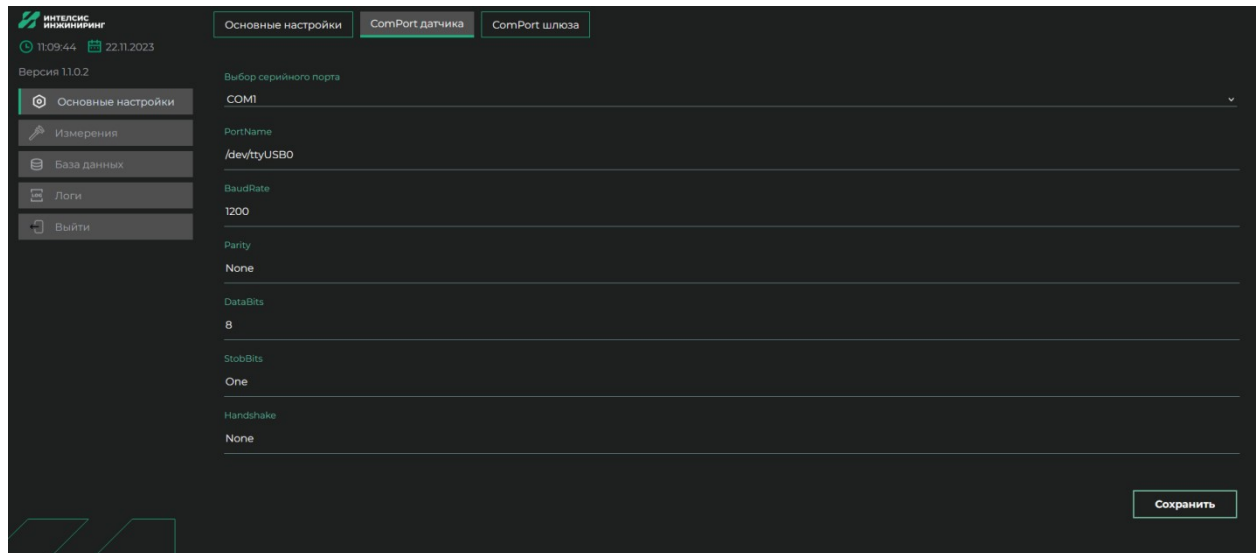 ИНТЕЛСИС
ИНЖИНИРИНГ
11:09:44 22.11.2023
Версия 1.1.0.2
Основные настройки
Измерения
База данных
Логи
Выйти
Основные настройки ComPort датчика ComPort шлюза
Выбор серийного порта
COM1
PortName
/dev/ttyUSB0
BaudRate
1200
Parity
None
DataBits
8
StobBits
One
Handshake
None
Сохранить